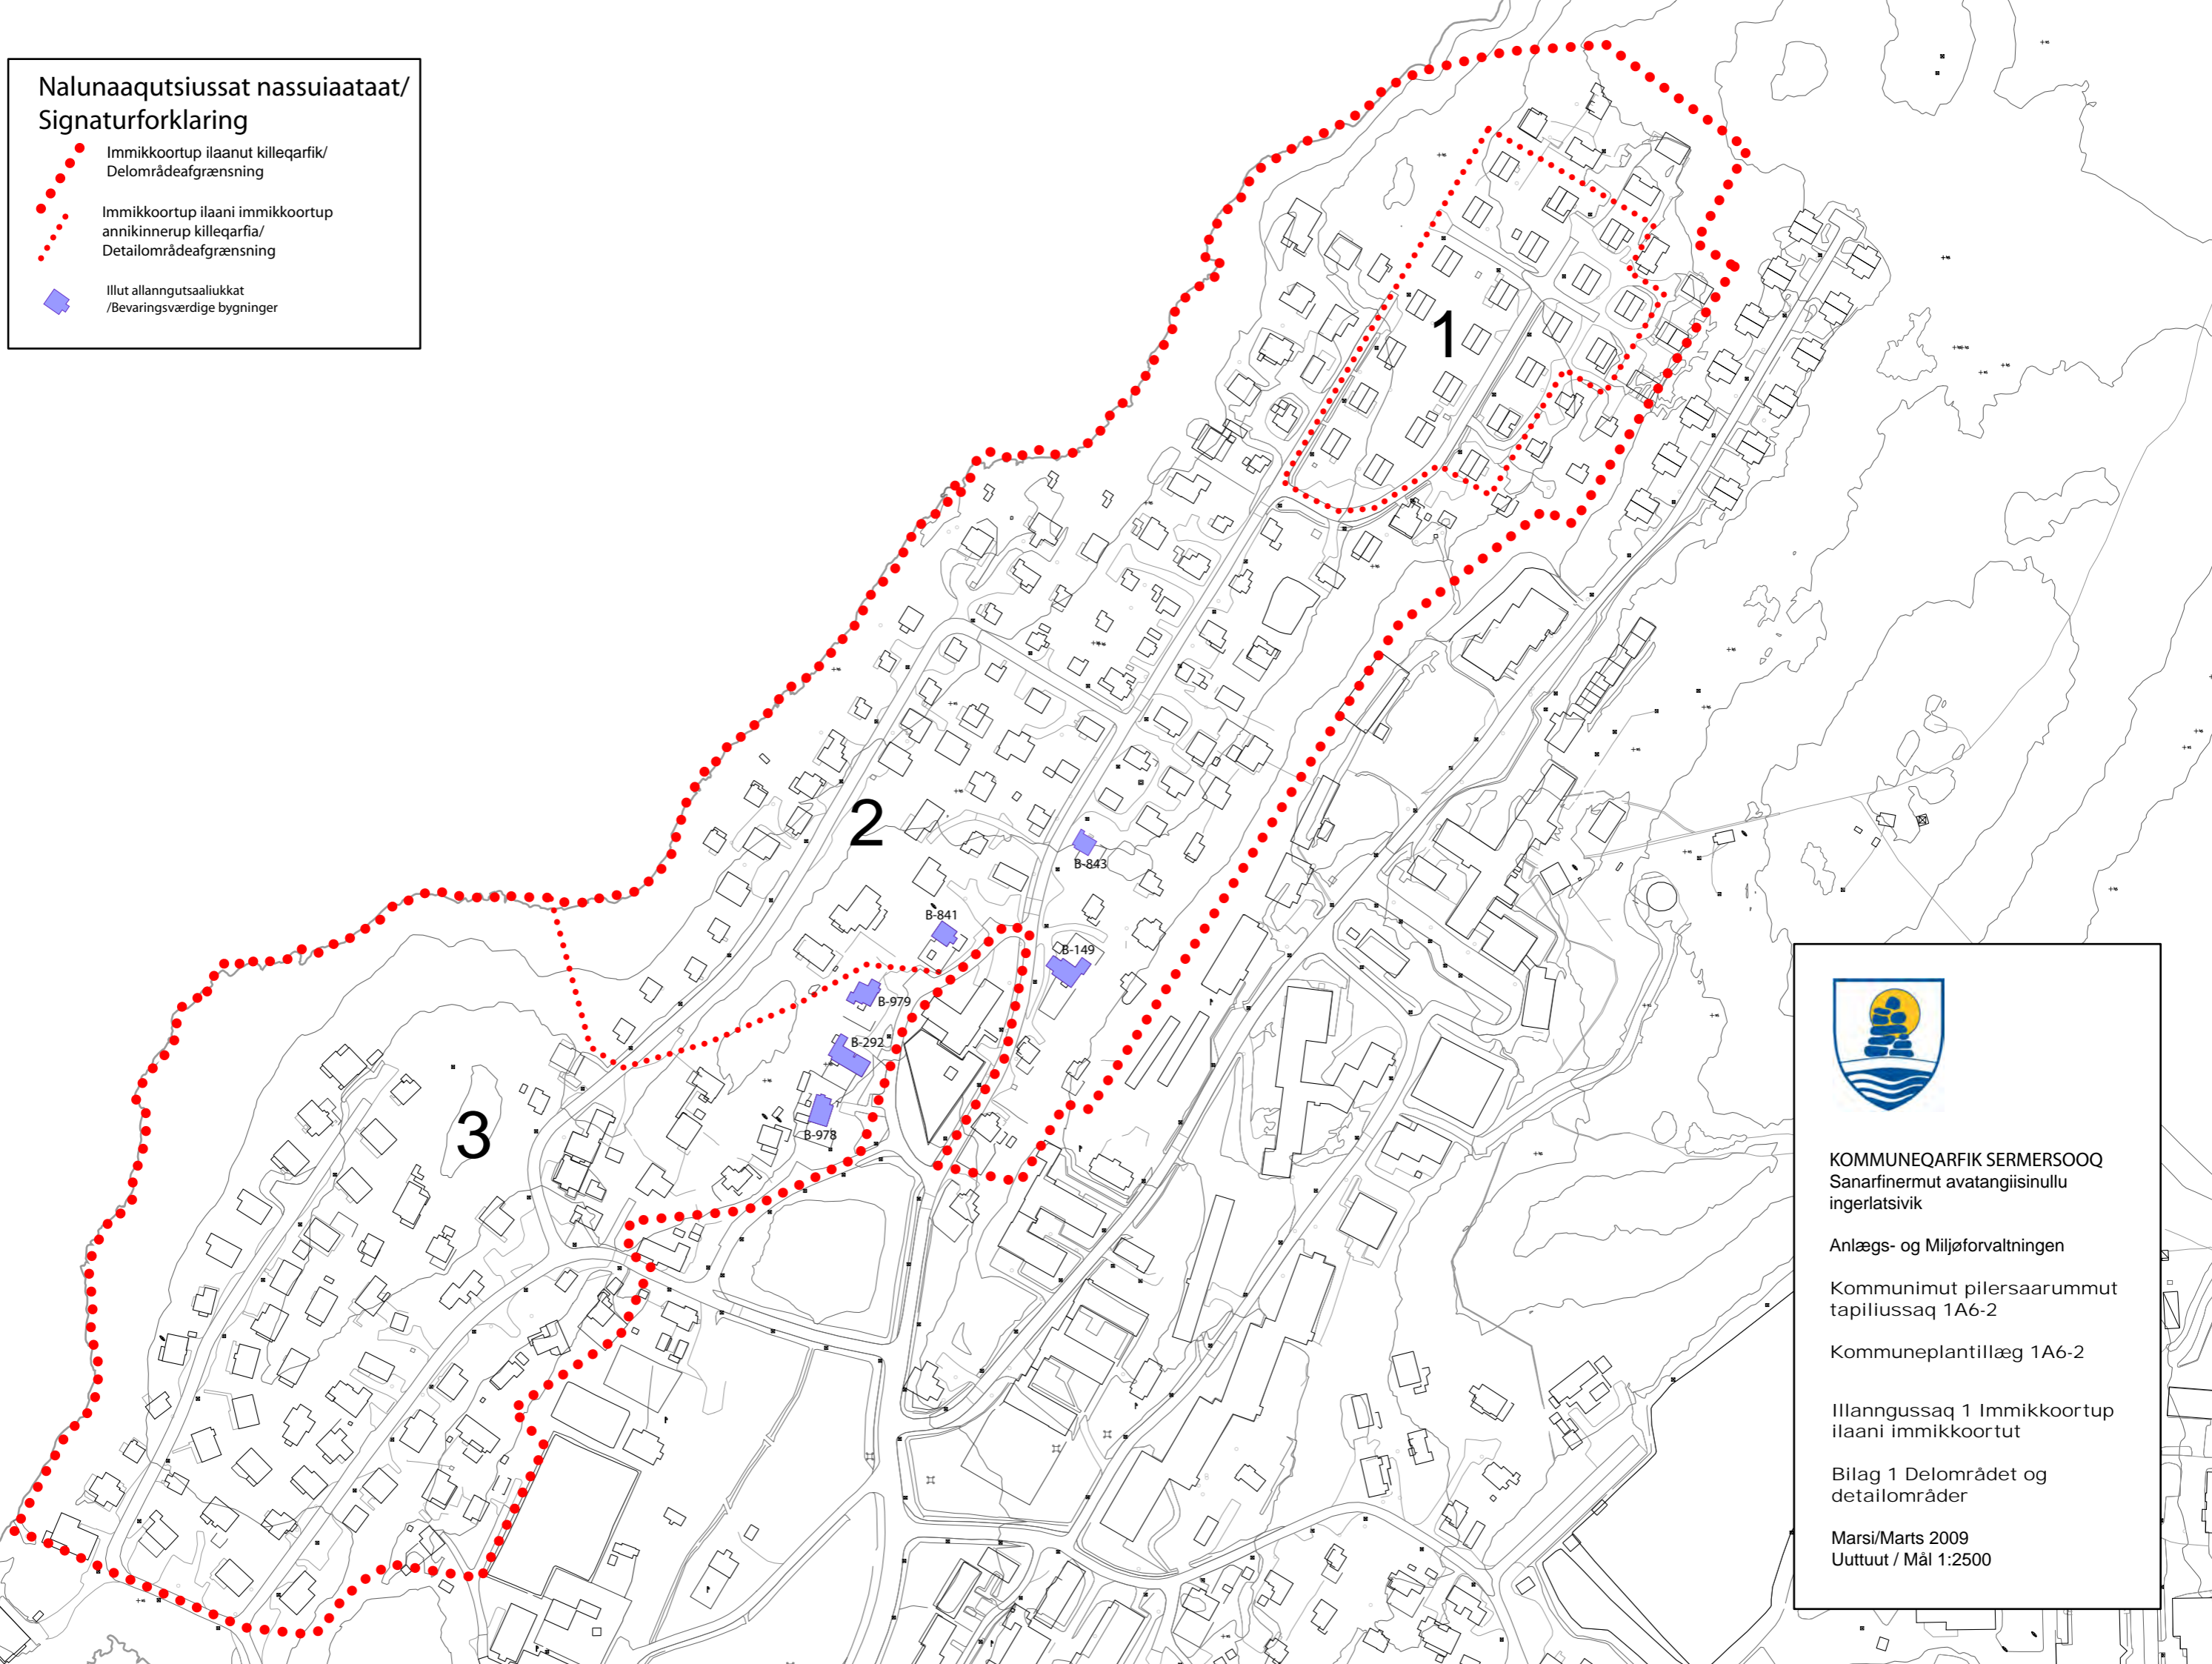 Nalunaaqutsiussat nassuiaataat/
Signaturforklaring
Immikkoortup ilaanut killeqarfik/
Delområdeafgrænsning
Immikkoortup ilaani immikkoortup
annikinnerup killeqarfia/
Detailområdeafgrænsning
Illut allanngutsaaliukkat
/Bevaringsværdige bygninger
1
2
B-843
B-841
B-149
B-979
B-292
3
B-978
KOMMUNEQARFIK SERMERSOOQ
Sanarfinermut avatangiisinullu
ingerlatsivik
Anlægs- og Miljøforvaltningen
Kommunimut pilersaarummut
tapiliussaq 1A6-2
Kommuneplantillæg 1A6-2
Illanngussaq 1 Immikkoortup
ilaani immikkoortut
Bilag 1 Delområdet og
detailområder
Marsi/Marts 2009
Uuttuut / Mål 1:2500